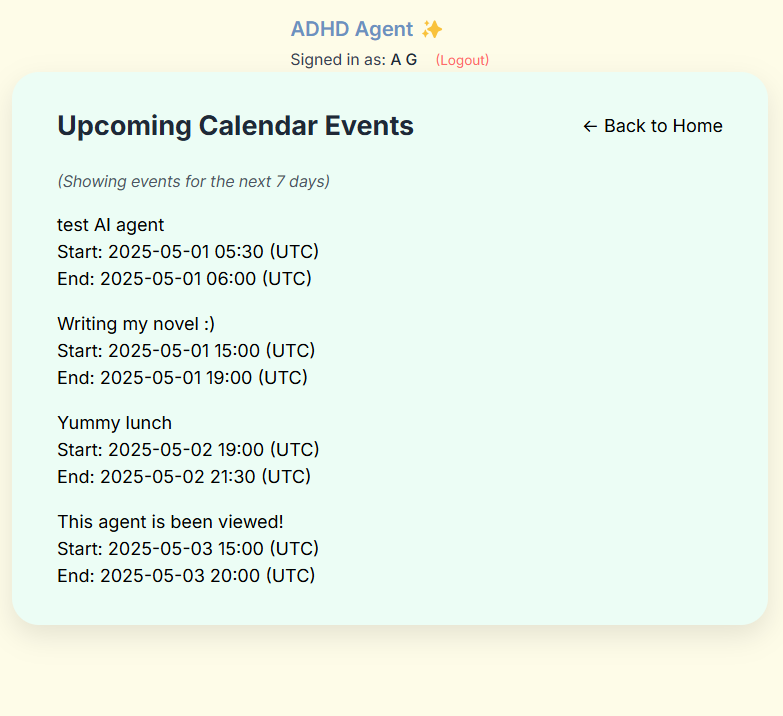 ADHD Agent ✨
Signed in as: A G (Logout)
Upcoming Calendar Events
← Back to Home
(Showing events for the next 7 days)
test AI agent
Start: 2025-05-01 05:30 (UTC)
End: 2025-05-01 06:00 (UTC)
Writing my novel :)
Start: 2025-05-01 15:00 (UTC)
End: 2025-05-01 19:00 (UTC)
Yummy lunch
Start: 2025-05-02 19:00 (UTC)
End: 2025-05-02 21:30 (UTC)
This agent is been viewed!
Start: 2025-05-03 15:00 (UTC)
End: 2025-05-03 20:00 (UTC)